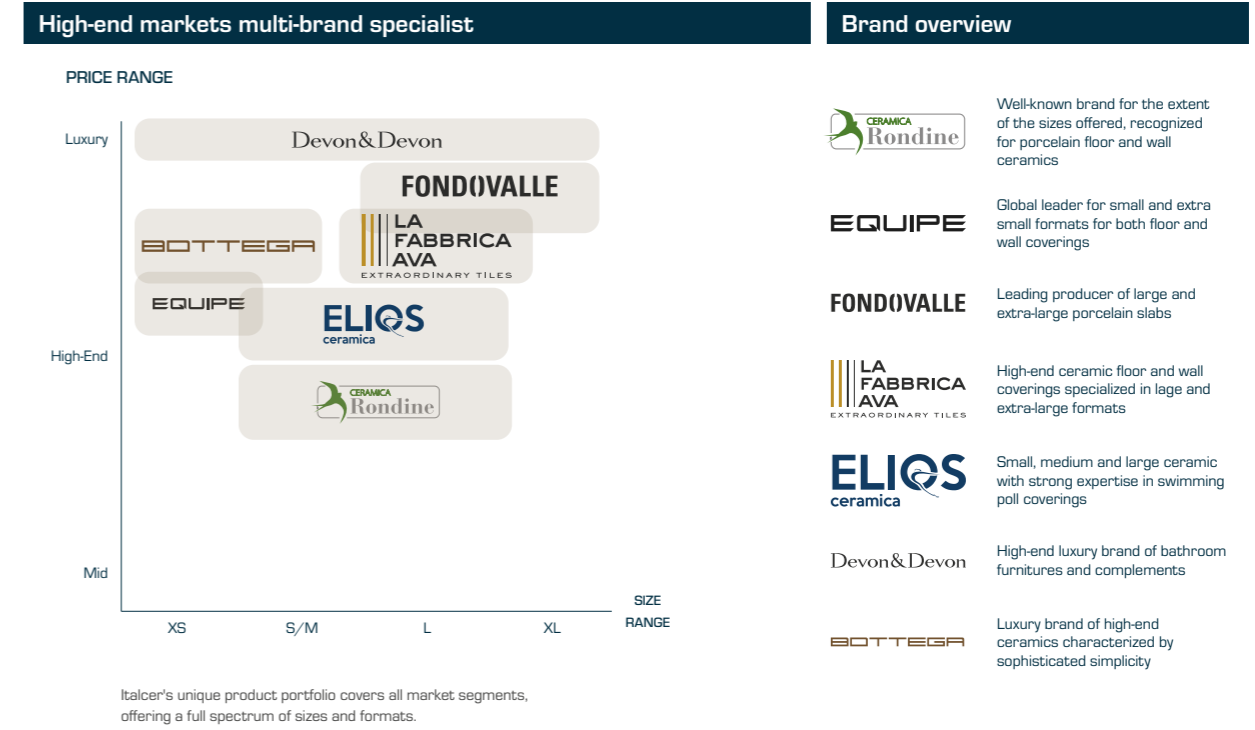 High-end markets multi-brand specialist
PRICE RANGE
Luxury
High-End
Mid
Devon&Devon
FONDOVALLE
BOTTEGA
LA
FABBRICA
AVA
EXTRAORDINARY TILES
EQUIPE
ELIOS
ceramica
CERAMICA
Rondine
XS
S/M
L
XL
SIZE
RANGE
Italcer's unique product portfolio covers all market segments,
offering a full spectrum of sizes and formats.
Brand overview
CERAMICA
Rondine
Well-known brand for the extent
of the sizes offered, recognized
for porcelain floor and wall
ceramics
EQUIPE
Global leader for small and extra
small formats for both floor and
wall coverings
FONDOVALLE
Leading producer of large and
extra-large porcelain slabs
LA
FABBRICA
AVA
EXTRAORDINARY TILES
High-end ceramic floor and wall
coverings specialized in lage and
extra-large formats
ELIOS
ceramica
Small, medium and large ceramic
with strong expertise in swimming
poll coverings
Devon&Devon
High-end luxury brand of bathroom
furnitures and complements
BOTTEGA
Luxury brand of high-end
ceramics characterized by
sophisticated simplicity